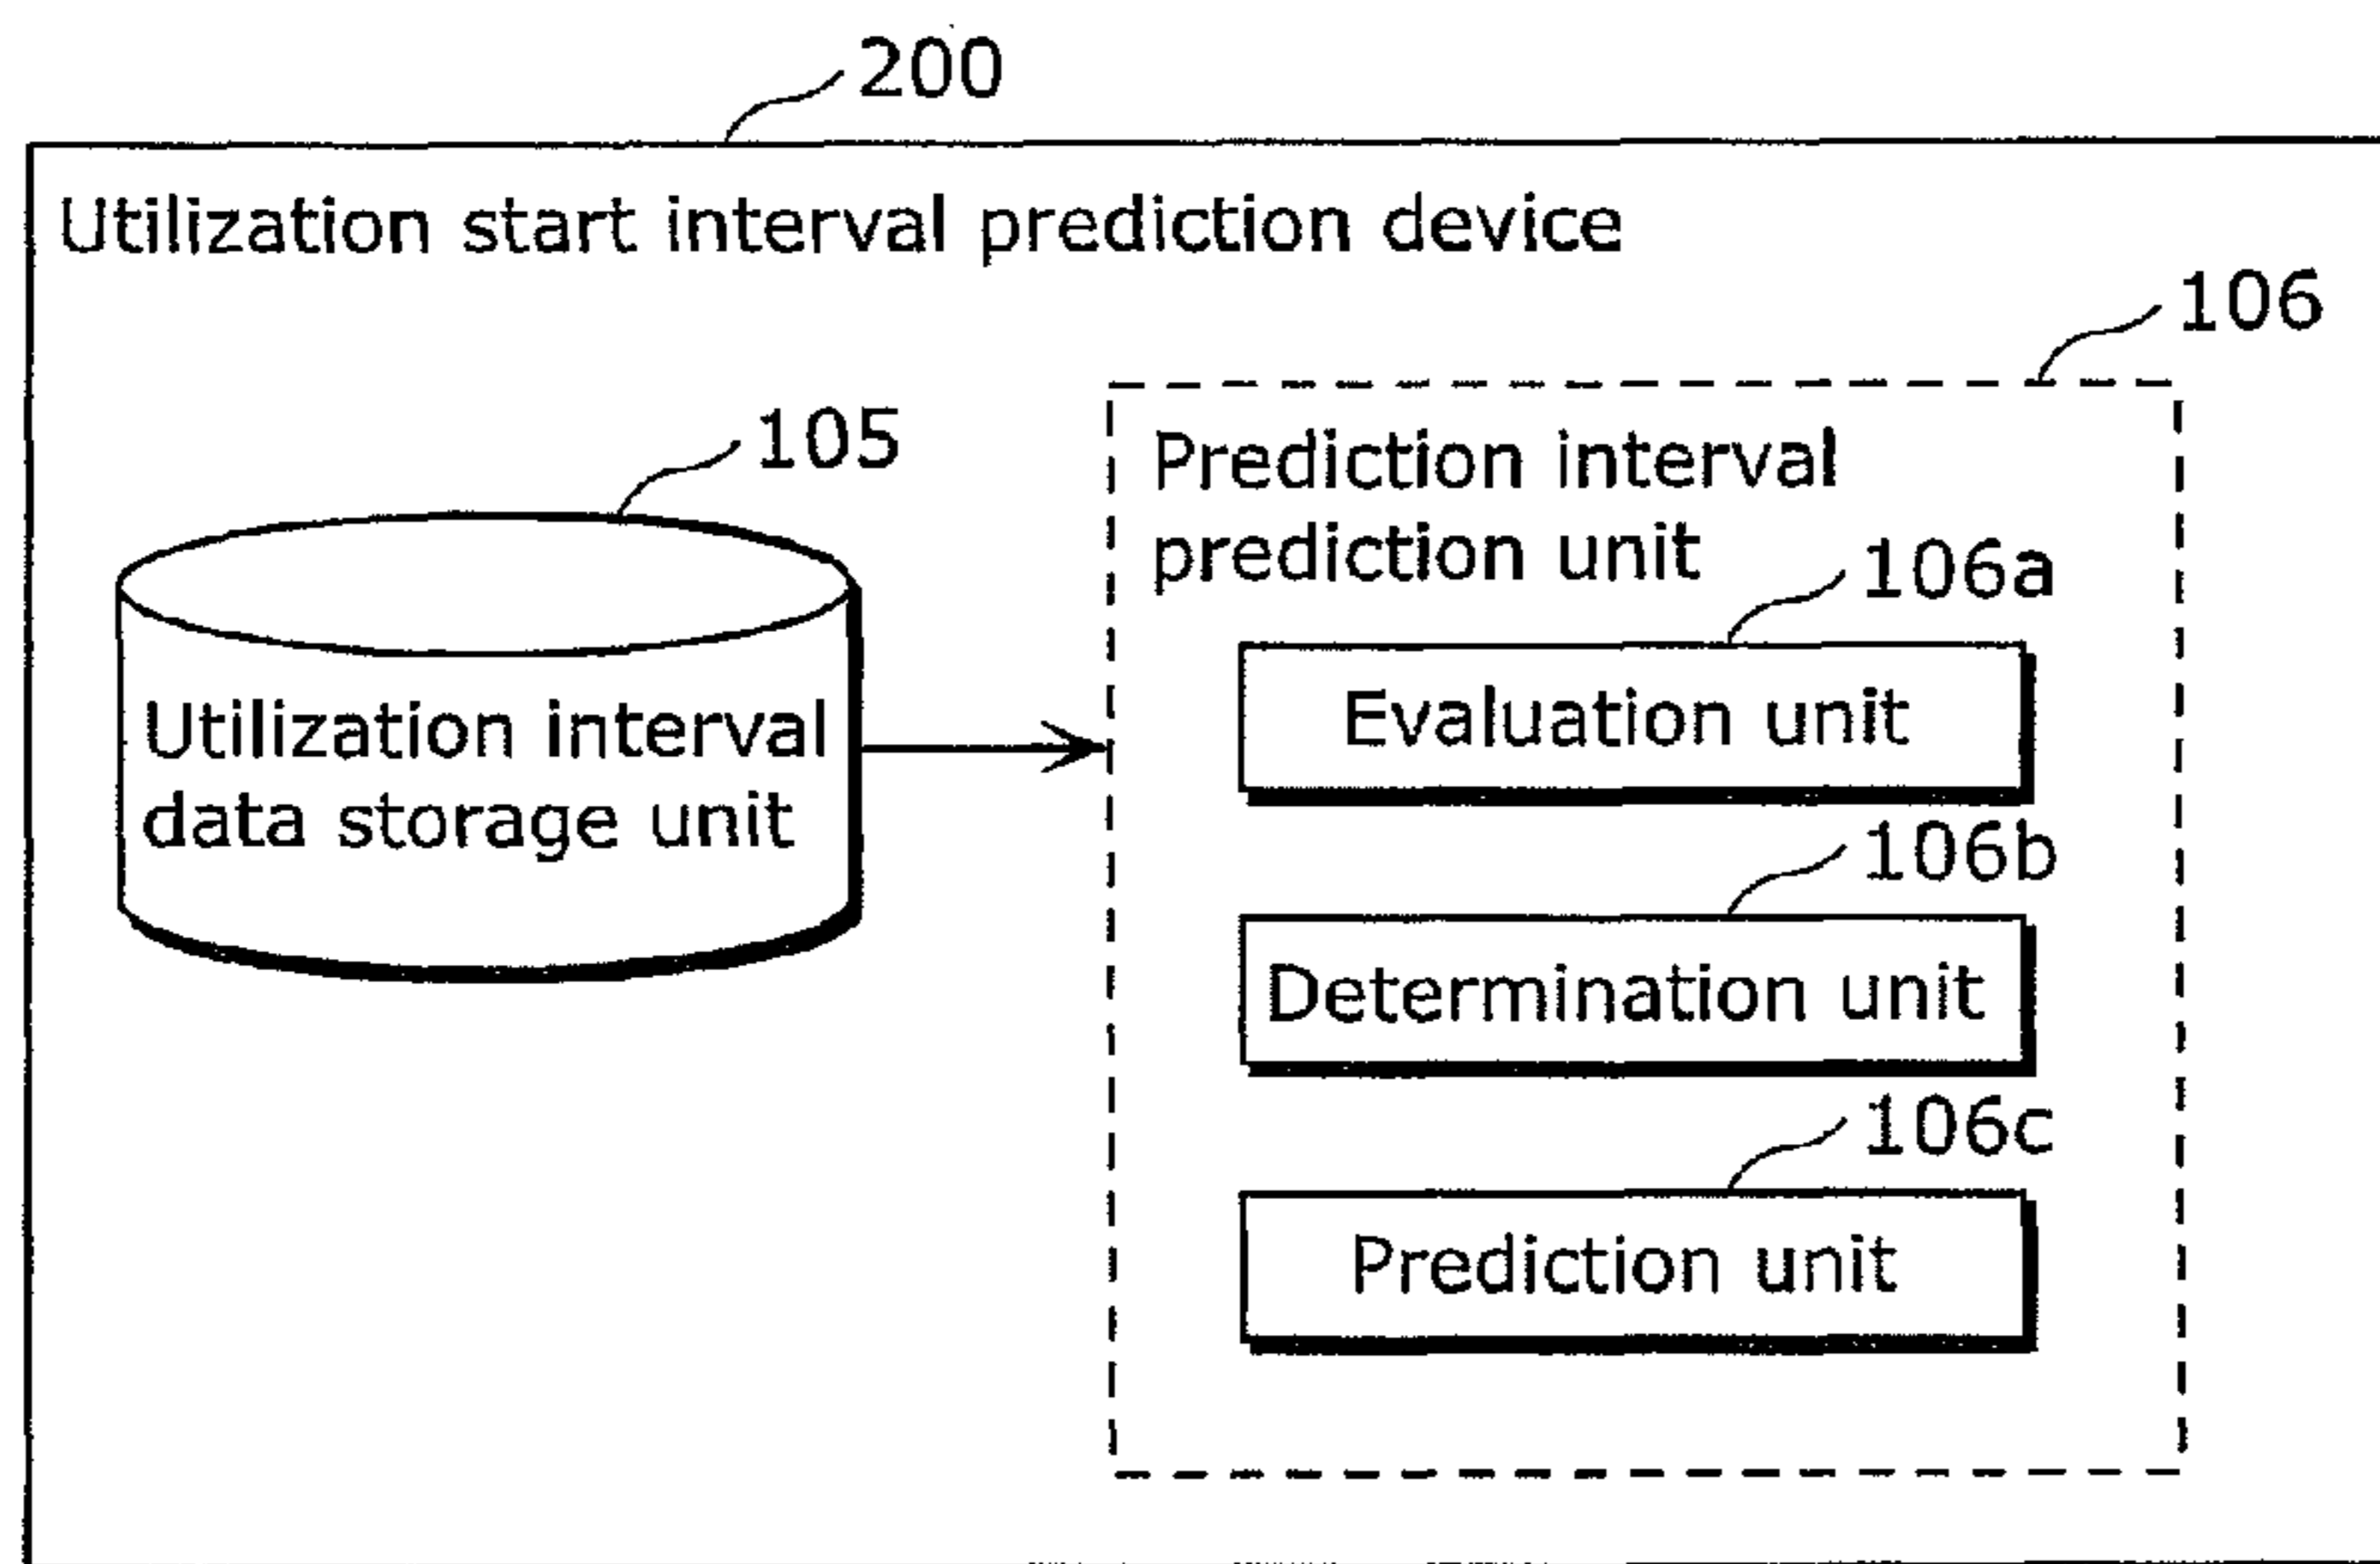 200
Utilization start interval prediction device
106
105
Prediction interval
prediction unit
106a
Utilization interval
data storage unit
Evaluation unit
106b
Determination unit
106c
Prediction unit